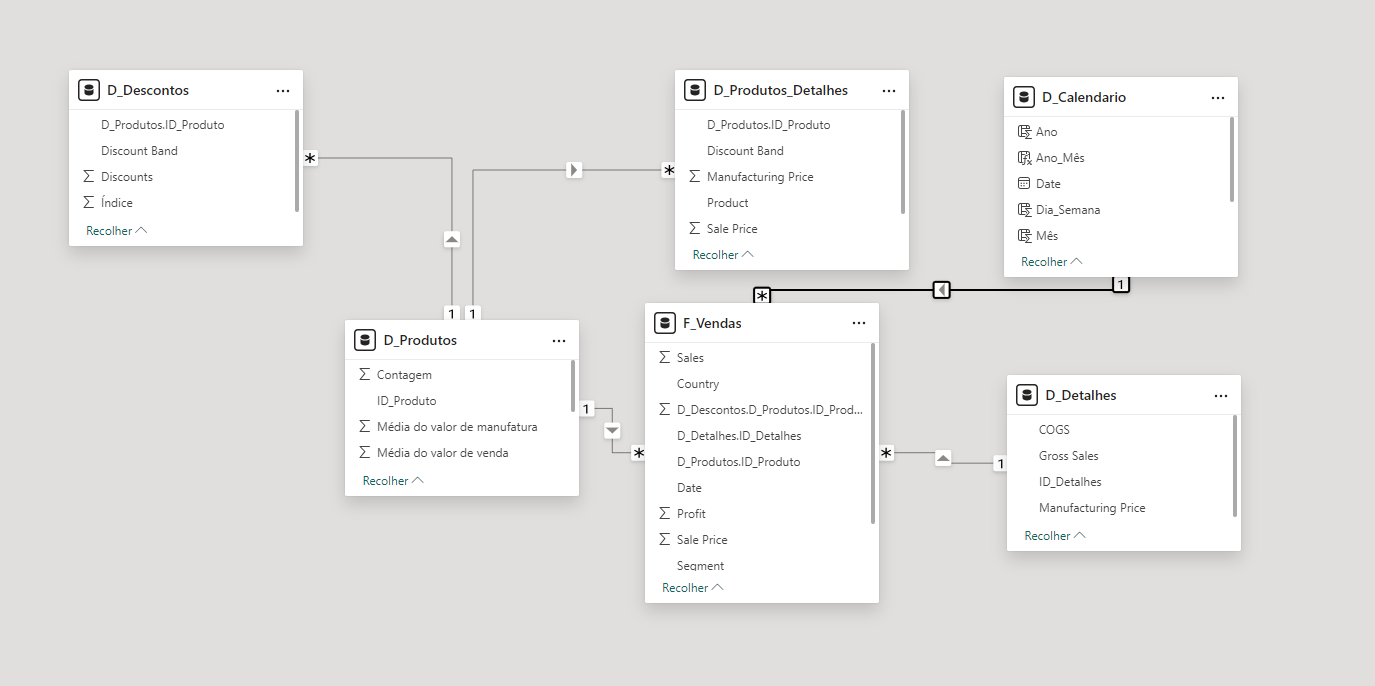 D_Descontos
D_Produtos.ID_Produto
Discount Band
Discounts
Índice
Recolher
D_Produtos_Detalhes
D_Produtos.ID_Produto
Discount Band
Manufacturing Price
Product
Sale Price
Recolher
D_Calendario
Ano
Ano_Mês
Date
Dia_Semana
Mês
Recolher
*
*
1
1
*
1
D_Produtos
Contagem
ID_Produto
Média do valor de manufatura
Média do valor de venda
Recolher
1
*
F_Vendas
Sales
Country
D_Descontos.D_Produtos.ID_Prod...
D_Detalhes.ID_Detalhes
D_Produtos.ID_Produto
Date
Profit
Sale Price
Segment
Recolher
*
1
D_Detalhes
COGS
Gross Sales
ID_Detalhes
Manufacturing Price
Recolher